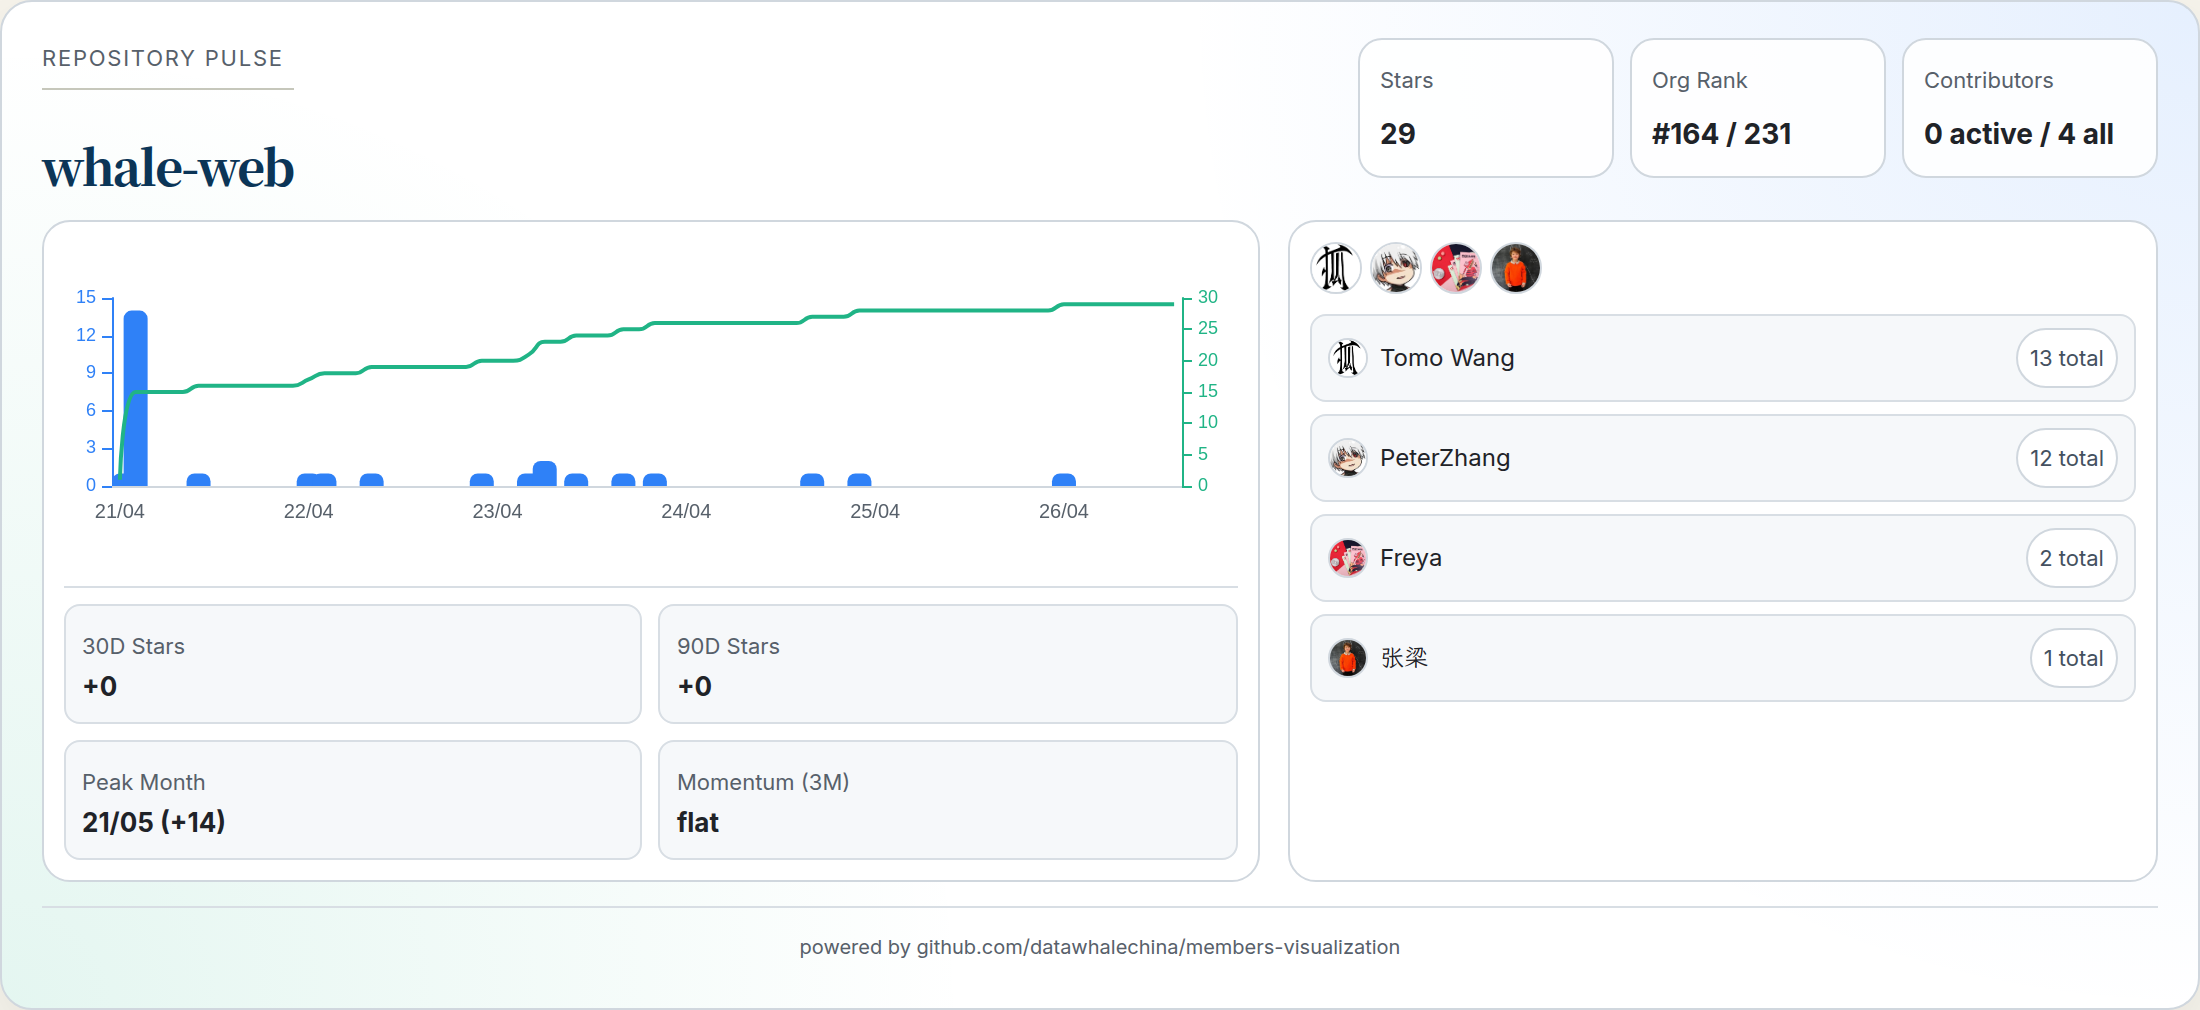 REPOSITORY PULSE
whale-web
Stars
29
Org Rank
#164 / 231
Contributors
0 active / 4 all
15
12
9
6
3
0
30
25
20
15
10
5
0
21/04
22/04
23/04
24/04
25/04
26/04
30D Stars
+0
90D Stars
+0
Peak Month
21/05 (+14)
Momentum (3M)
flat
Tomo Wang
13 total
PeterZhang
12 total
Freya
2 total
张梁
1 total
powered by github.com/datawhalechina/members-visualization